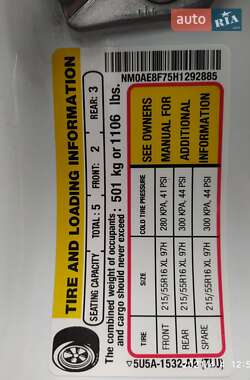 auto RIA .com
NM0AE8F75H1292885
TIRE AND LOADING INFORMATION
SEATING CAPACITY TOTAL : 5 FRONT: 2 REAR: 3
The combined weight of occupants
and cargo should never exceed : 501 kg or 1106 lbs.
TIRE SIZE COLD TIRE PRESSURE
FRONT 215/55R16 XL 97H 280 KPA, 41 PSI
REAR 215/55R16 XL 97H 300 KPA, 44 PSI
SPARE 215/55R16 XL 97H 300 KPA, 44 PSI
SEE OWNERS
MANUAL FOR
ADDITIONAL
INFORMATION
5U5A-1532-AA (TUJ)